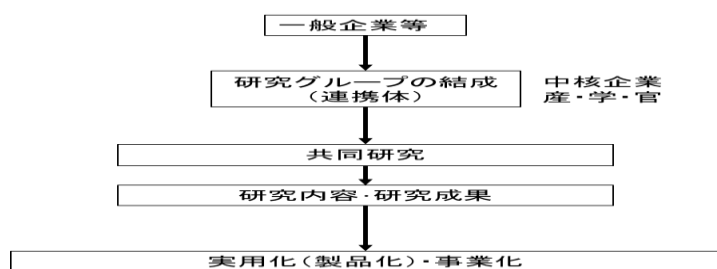 一般企業等
研究グループの結成
(連携体)
中核企業
産・学・官
共同研究
研究内容・研究成果
実用化(製品化)・事業化